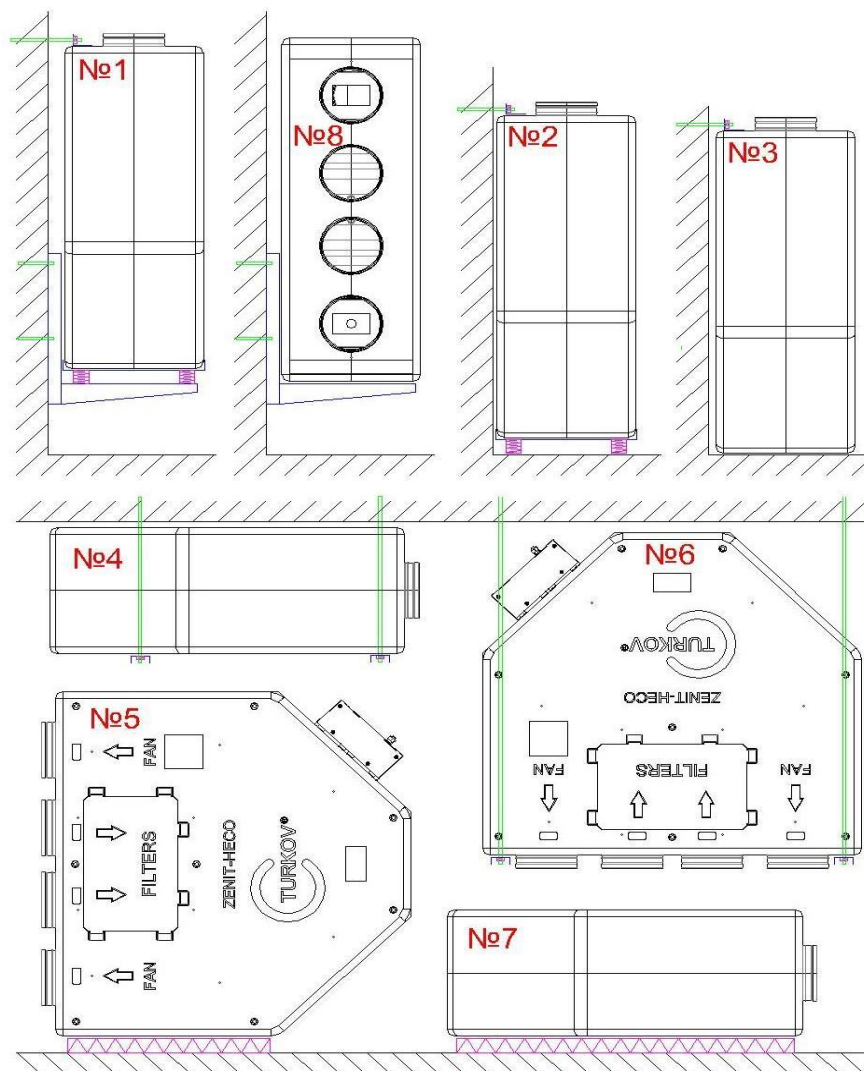 №1
№8
№2
№3
№4
№6
TURKOV®
ZENIT-HECO
FILTERS
FAN
FAN
№5
FAN
FILTERS
ZENIT-HECO
TURKOV®
FAN
№7